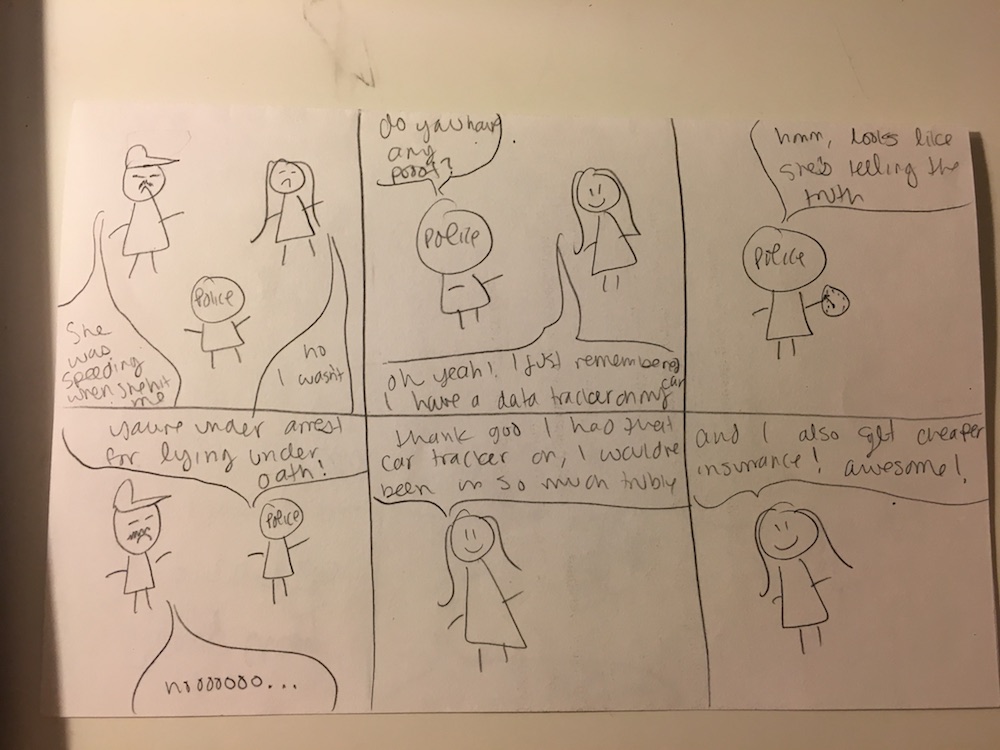 She
was
speeding
when she hit
me
Police
no
I wasn't
do you have
any
proof?
Police
oh yeah! I just remembered
I have a data tracker on my car
hmm, looks like
she's telling the
truth
Police
you're under arrest
for lying under
oath!
Police
nooooooo...
thank god I had that
car tracker on, I would've
been in so much truble
and I also get cheaper
insurance! awesome!